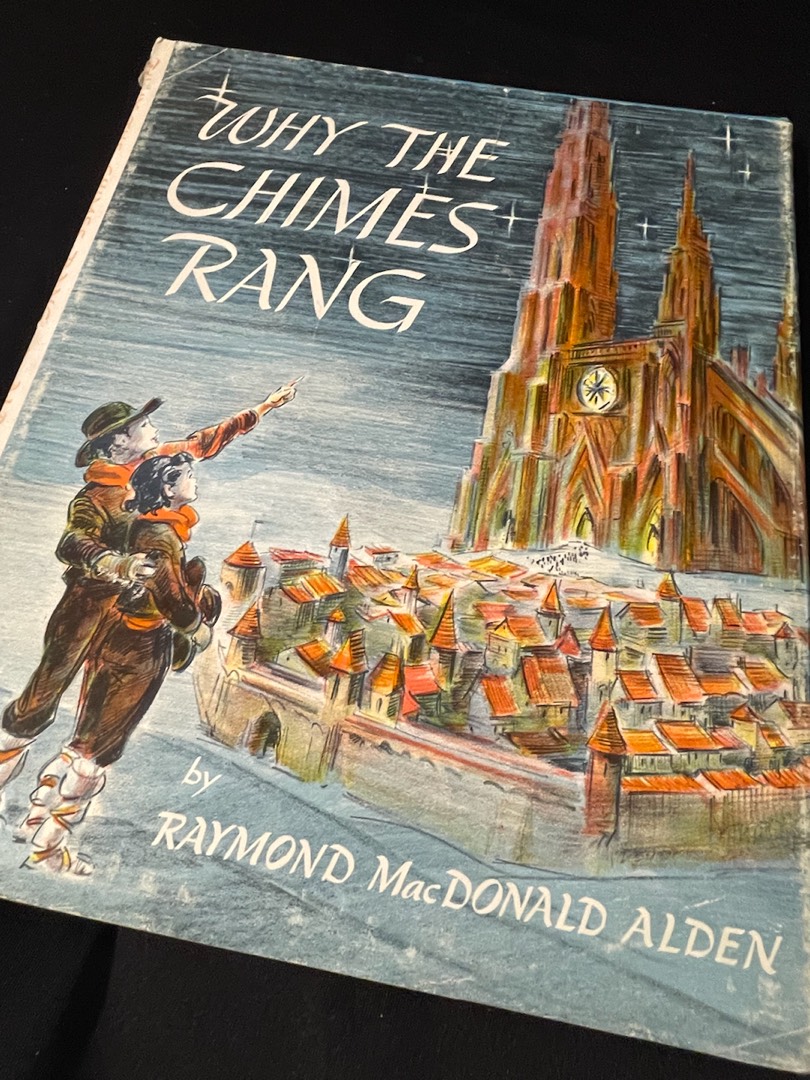 WHY THE
CHIMES
RANG
by
RAYMOND MacDONALD ALDEN